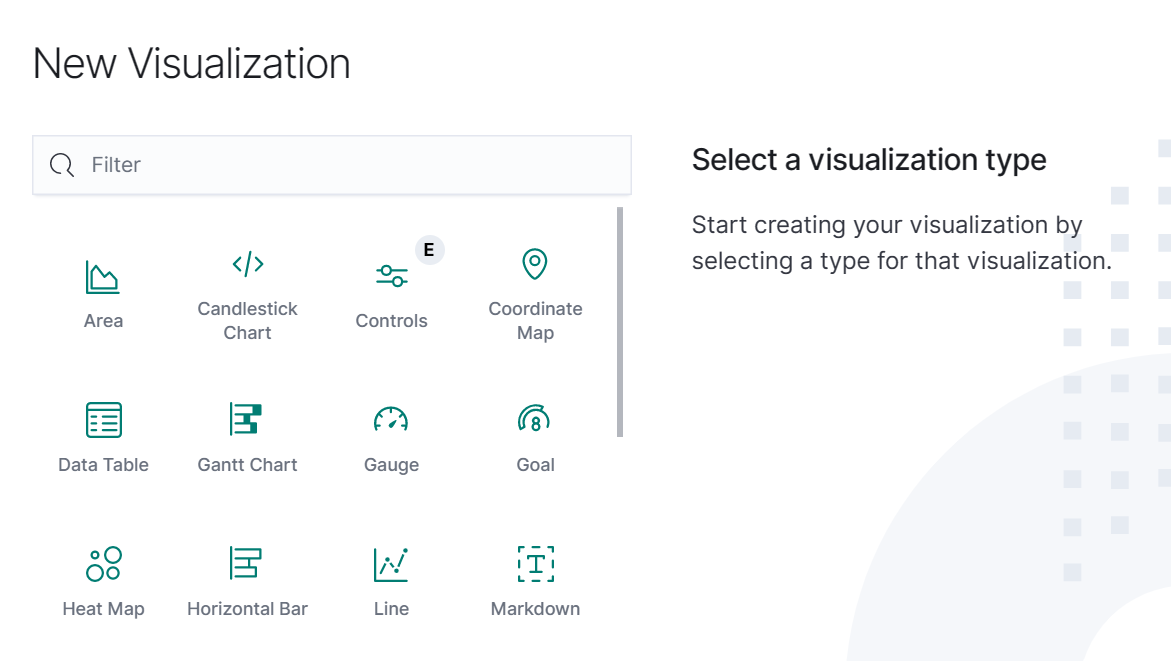 New Visualization
Filter
Select a visualization type
Start creating your visualization by
selecting a type for that visualization.
E
Area
Candlestick
Chart
Controls
Coordinate
Map
Data Table
Gantt Chart
Gauge
8
Goal
Heat Map
Horizontal Bar
Line
T
Markdown